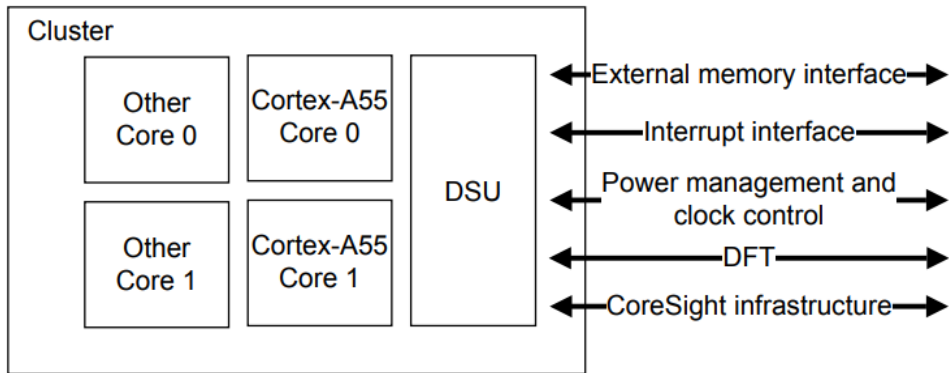 Cluster
Other
Core 0
Cortex-A55
Core 0
Other
Core 1
Cortex-A55
Core 1
DSU
External memory interface
Interrupt interface
Power management and
clock control
DFT
CoreSight infrastructure